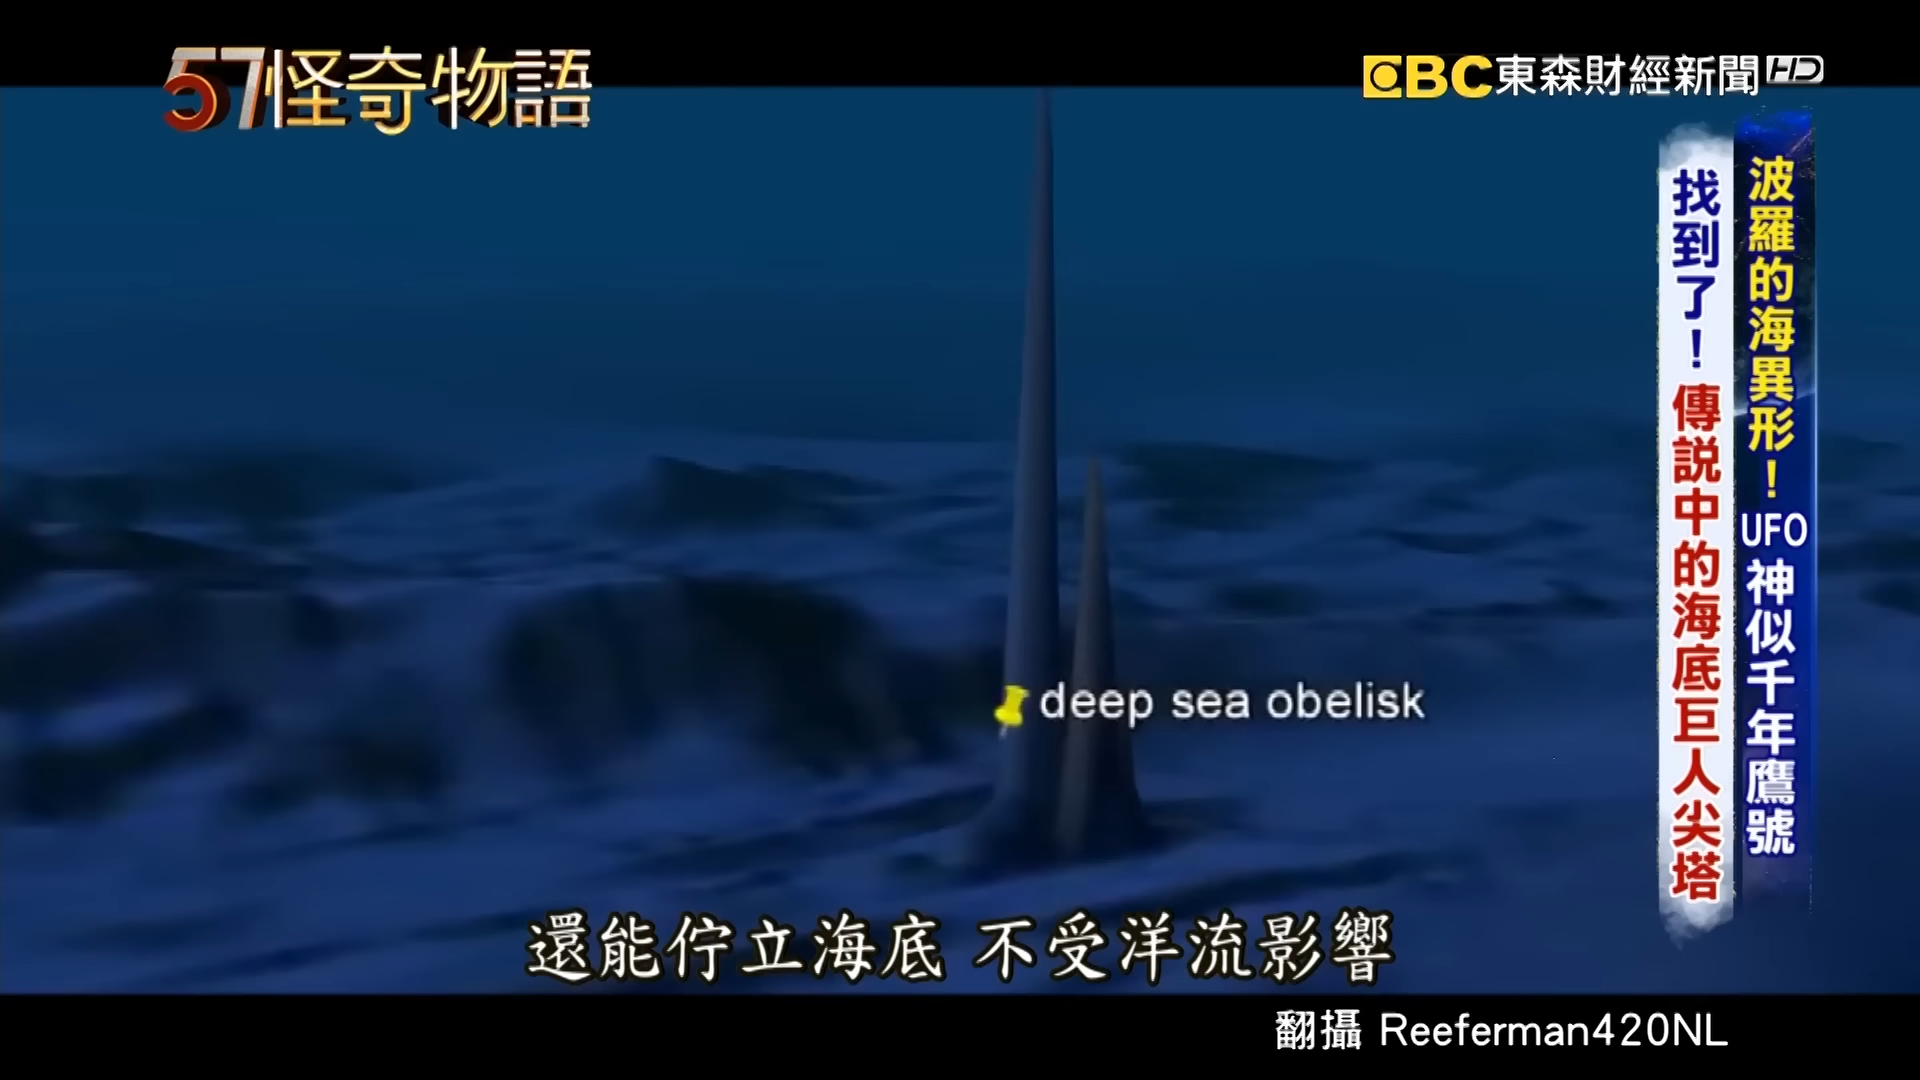 57怪奇物語
EBC東森財經新聞HD
波羅的海異形！UFO神似千年鷹號
找到了！傳說中的海底巨人尖塔
deep sea obelisk
還能佇立海底 不受洋流影響
翻攝 Reeferman420NL